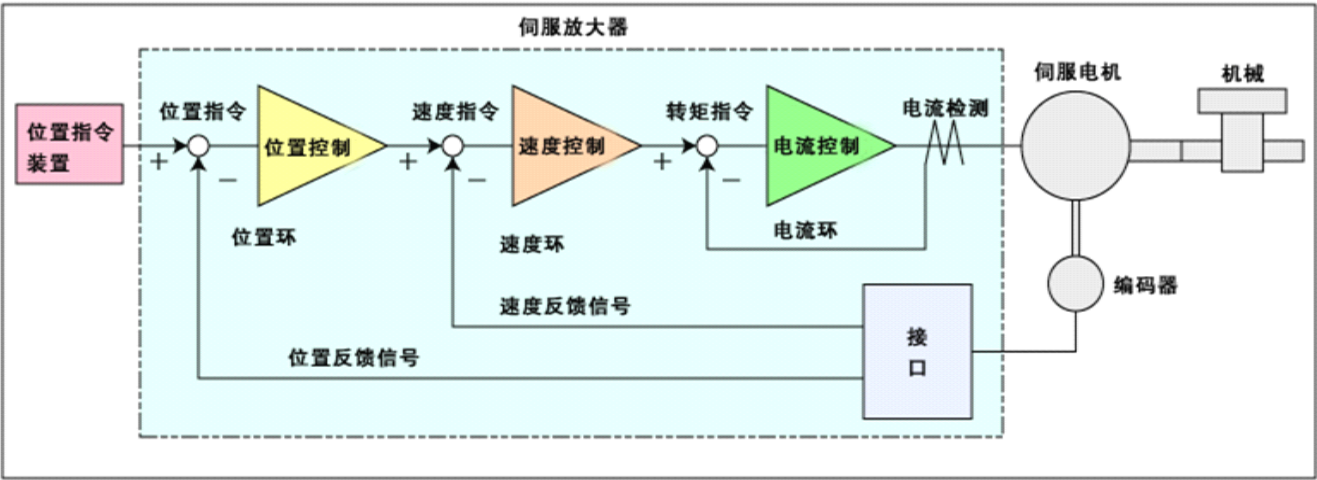 伺服放大器
伺服电机
机械
位置指令
装置
位置指令
速度指令
转矩指令
电流检测
+
−
位置控制
+
−
速度控制
+
−
电流控制
位置环
速度环
电流环
编码器
速度反馈信号
接
口
位置反馈信号